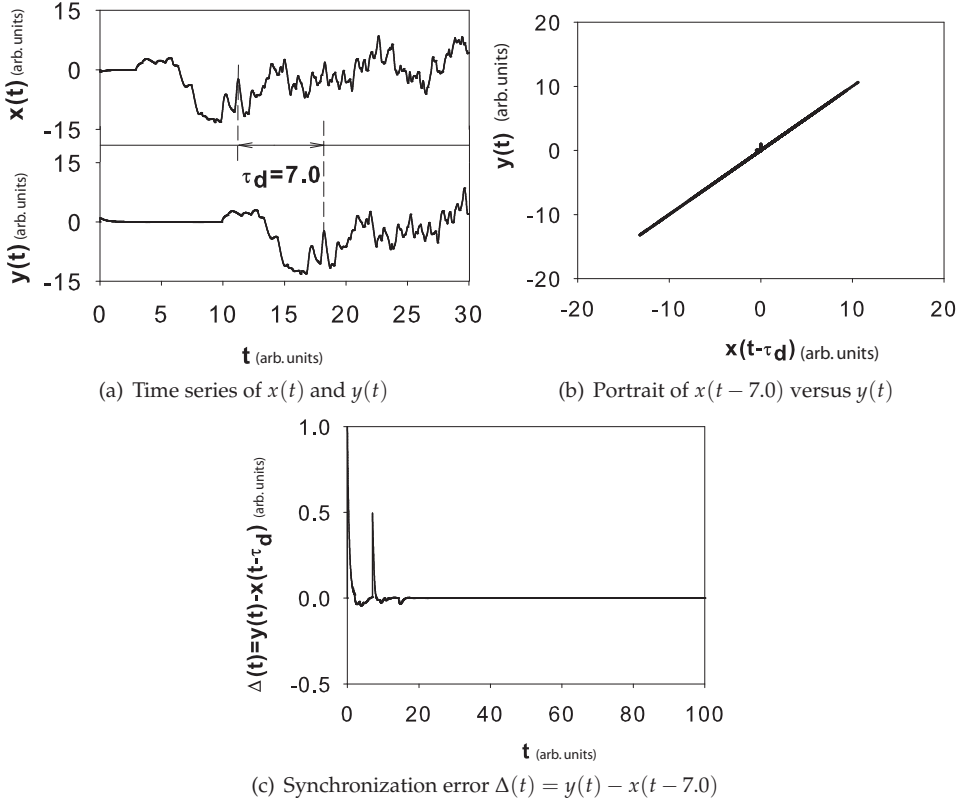 15
0
-15
x(t) (arb. units)
τd=7.0
15
0
-15
y(t) (arb. units)
0 5 10 15 20 25 30
t (arb. units)
(a) Time series of x(t) and y(t)
20
10
0
-10
-20
y(t) (arb. units)
-20 -10 0 10 20
x(t-τd) (arb. units)
(b) Portrait of x(t − 7.0) versus y(t)
1.0
0.5
0.0
-0.5
Δ(t)=y(t)-x(t-τd) (arb. units)
0 20 40 60 80 100
t (arb. units)
(c) Synchronization error Δ(t) = y(t) − x(t − 7.0)